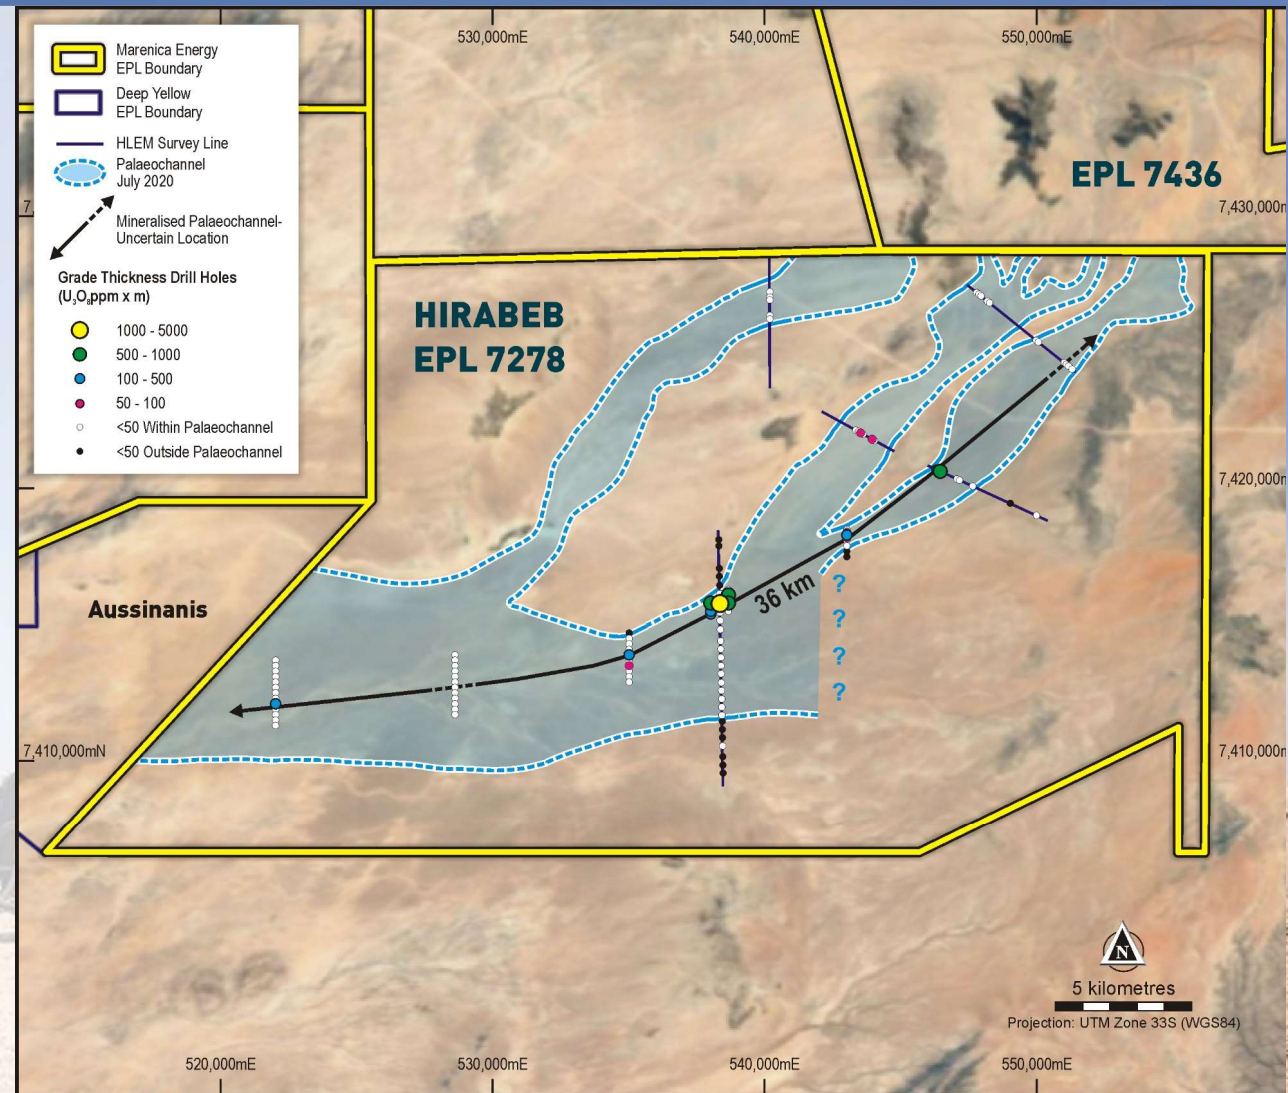 530,000mE
540,000mE
550,000mE
Marenica Energy
EPL Boundary
Deep Yellow
EPL Boundary
HLEM Survey Line
Palaeochannel
July 2020
Mineralised Palaeochannel-
Uncertain Location
Grade Thickness Drill Holes
(U₃O₈ppm x m)
1000 - 5000
500 - 1000
100 - 500
50 - 100
<50 Within Palaeochannel
<50 Outside Palaeochannel
EPL 7436
7,
7,430,000m
HIRABEB
EPL 7278
7,420,000m
Aussinanis
36 km
?
?
?
?
7,410,000mN
7,410,000m
N
5 kilometres
Projection: UTM Zone 33S (WGS84)
520,000mE
530,000mE
540,000mE
550,000mE